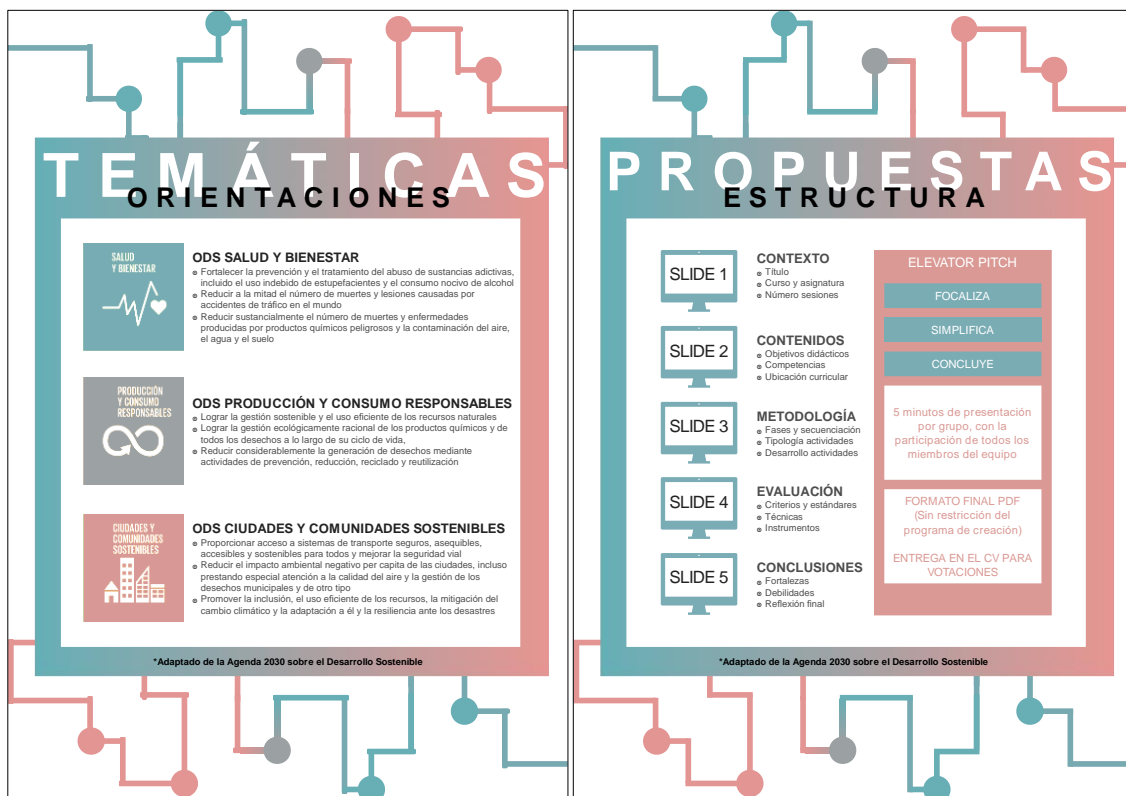 TEMÁTICAS
ORIENTACIONES
SALUD
Y BIENESTAR
ODS SALUD Y BIENESTAR
Fortalecer la prevención y el tratamiento del abuso de sustancias adictivas,
incluido el uso indebido de estupefacientes y el consumo nocivo de alcohol
Reducir a la mitad el número de muertes y lesiones causadas por
accidentes de tráfico en el mundo
Reducir sustancialmente el número de muertes y enfermedades
producidas por productos químicos peligrosos y la contaminación del aire,
el agua y el suelo
PRODUCCIÓN
Y CONSUMO
RESPONSABLES
ODS PRODUCCIÓN Y CONSUMO RESPONSABLES
Lograr la gestión sostenible y el uso eficiente de los recursos naturales
Lograr la gestión ecológicamente racional de los productos químicos y de
todos los desechos a lo largo de su ciclo de vida,
Reducir considerablemente la generación de desechos mediante
actividades de prevención, reducción, reciclado y reutilización
CIUDADES Y
COMUNIDADES
SOSTENIBLES
ODS CIUDADES Y COMUNIDADES SOSTENIBLES
Proporcionar acceso a sistemas de transporte seguros, asequibles,
accesibles y sostenibles para todos y mejorar la seguridad vial
Reducir el impacto ambiental negativo per capita de las ciudades, incluso
prestando especial atención a la calidad del aire y la gestión de los
desechos municipales y de otro tipo
Promover la inclusión, el uso eficiente de los recursos, la mitigación del
cambio climático y la adaptación a él y la resiliencia ante los desastres
*Adaptado de la Agenda 2030 sobre el Desarrollo Sostenible
PROPUESTAS
ESTRUCTURA
SLIDE 1
CONTEXTO
Título
Curso y asignatura
Número sesiones
SLIDE 2
CONTENIDOS
Objetivos didácticos
Competencias
Ubicación curricular
SLIDE 3
METODOLOGÍA
Fases y secuenciación
Tipología actividades
Desarrollo actividades
SLIDE 4
EVALUACIÓN
Criterios y estándares
Técnicas
Instrumentos
SLIDE 5
CONCLUSIONES
Fortalezas
Debilidades
Reflexión final
ELEVATOR PITCH
FOCALIZA
SIMPLIFICA
CONCLUYE
5 minutos de presentación
por grupo, con la
participación de todos los
miembros del equipo
FORMATO FINAL PDF
(Sin restricción del
programa de creación)
ENTREGA EN EL CV PARA
VOTACIONES
*Adaptado de la Agenda 2030 sobre el Desarrollo Sostenible